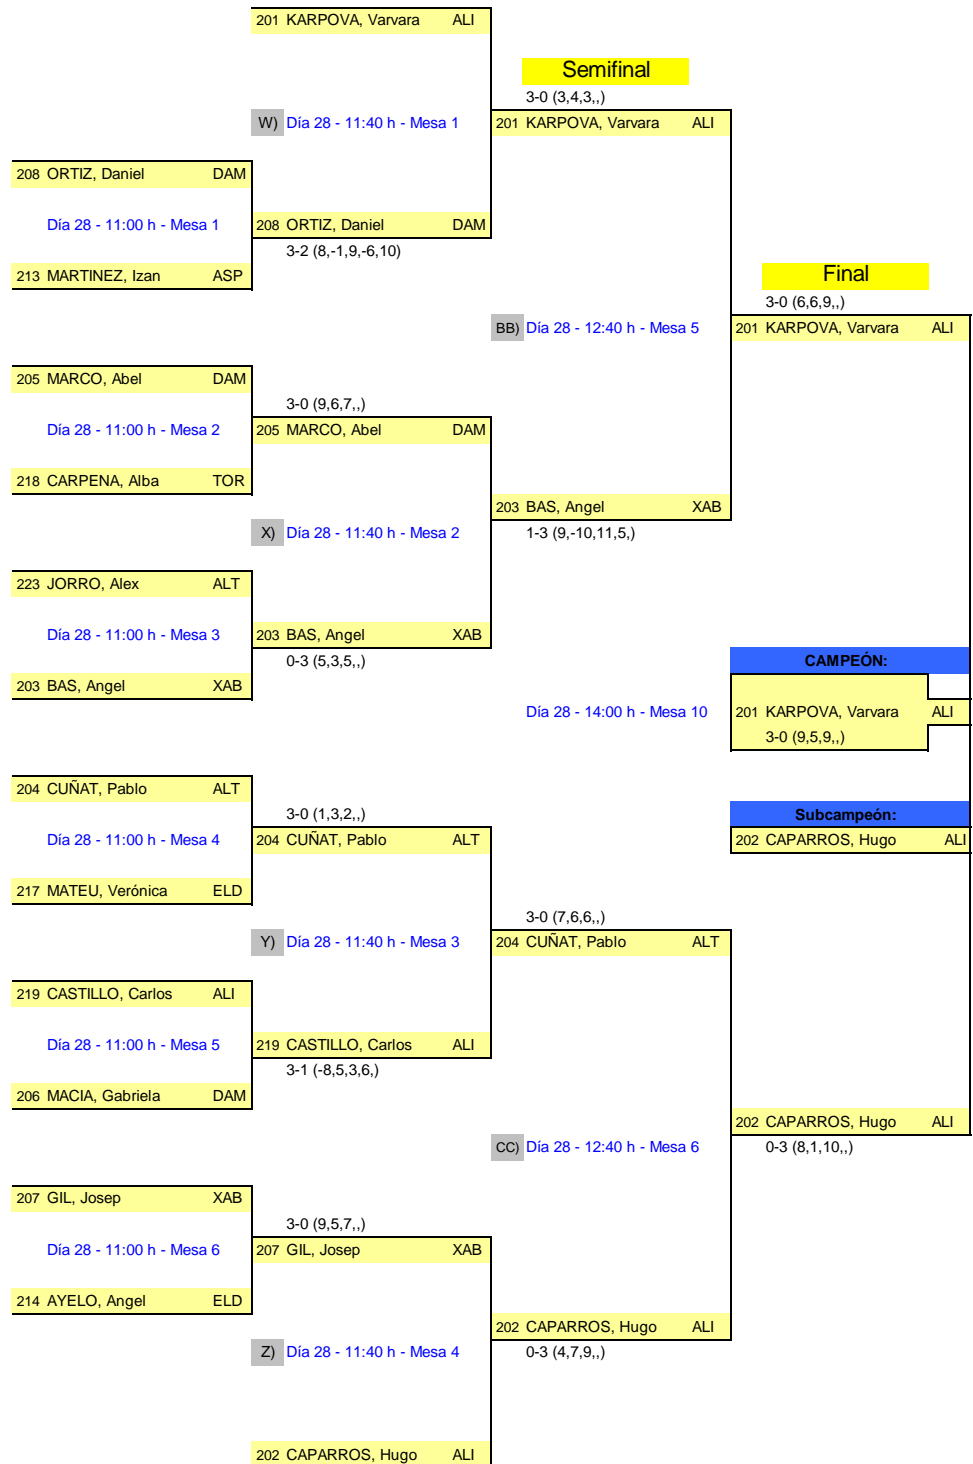 201 KARPOVA, Varvara ALI
Semifinal
3-0 (3,4,3,,)
W) Día 28 - 11:40 h - Mesa 1
201 KARPOVA, Varvara ALI
208 ORTIZ, Daniel DAM
Día 28 - 11:00 h - Mesa 1
208 ORTIZ, Daniel DAM
3-2 (8,-1,9,-6,10)
213 MARTINEZ, Izan ASP
Final
3-0 (6,6,9,,)
BB) Día 28 - 12:40 h - Mesa 5
201 KARPOVA, Varvara ALI
205 MARCO, Abel DAM
3-0 (9,6,7,,)
Día 28 - 11:00 h - Mesa 2
205 MARCO, Abel DAM
218 CARPENA, Alba TOR
203 BAS, Angel XAB
X) Día 28 - 11:40 h - Mesa 2
1-3 (9,-10,11,5,)
223 JORRO, Alex ALT
Día 28 - 11:00 h - Mesa 3
203 BAS, Angel XAB
0-3 (5,3,5,,)
CAMPEÓN:
203 BAS, Angel XAB
Día 28 - 14:00 h - Mesa 10
201 KARPOVA, Varvara ALI
3-0 (9,5,9,,)
204 CUÑAT, Pablo ALT
3-0 (1,3,2,,)
Subcampeón:
Día 28 - 11:00 h - Mesa 4
204 CUÑAT, Pablo ALT
202 CAPARROS, Hugo ALI
217 MATEU, Verónica ELD
3-0 (7,6,6,,)
Y) Día 28 - 11:40 h - Mesa 3
204 CUÑAT, Pablo ALT
219 CASTILLO, Carlos ALI
Día 28 - 11:00 h - Mesa 5
219 CASTILLO, Carlos ALI
3-1 (-8,5,3,6,)
206 MACIA, Gabriela DAM
202 CAPARROS, Hugo ALI
CC) Día 28 - 12:40 h - Mesa 6
0-3 (8,1,10,,)
207 GIL, Josep XAB
3-0 (9,5,7,,)
Día 28 - 11:00 h - Mesa 6
207 GIL, Josep XAB
214 AYELO, Angel ELD
202 CAPARROS, Hugo ALI
Z) Día 28 - 11:40 h - Mesa 4
0-3 (4,7,9,,)
202 CAPARROS, Hugo ALI